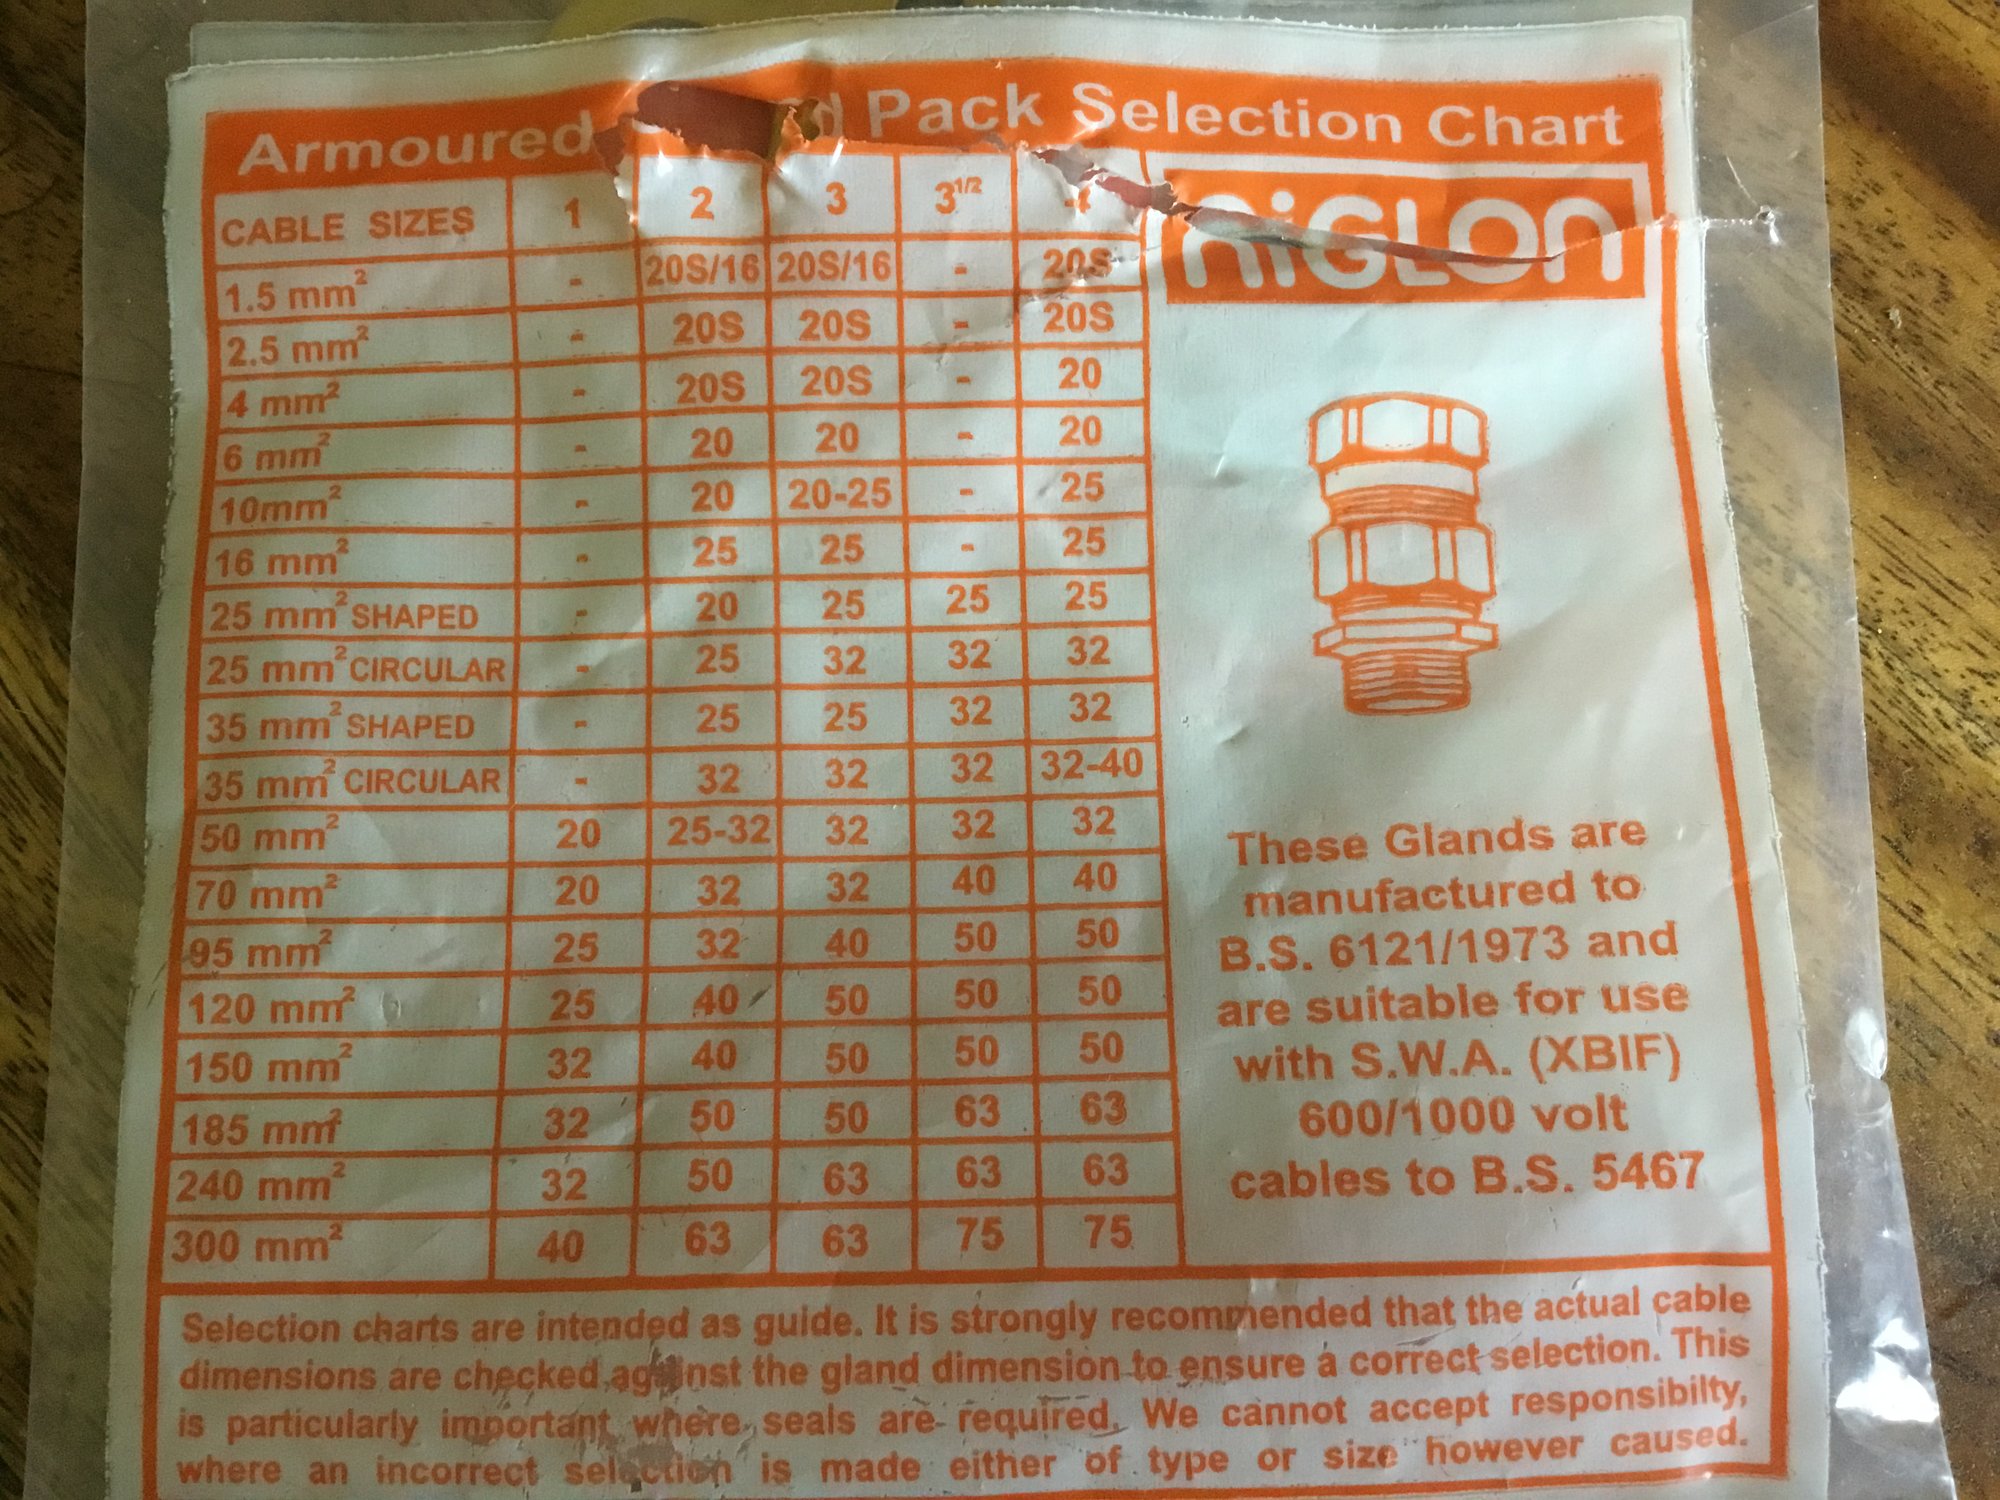 Armoured Pack Selection Chart
CABLE SIZES 1 2 3 3 1/2
RIGLON
1.5 mm² - 20S/16 20S/16 - 20S
2.5 mm² - 20S 20S - 20S
4 mm² - 20S 20S - 20
6 mm² - 20 20 - 20
10mm² - 20 20-25 - 25
16 mm² - 25 25 - 25
25 mm² SHAPED - 20 25 25 25
25 mm² CIRCULAR - 25 32 32 32
35 mm² SHAPED - 25 25 32 32
35 mm² CIRCULAR - 32 32 32 32-40
50 mm² 20 25-32 32 32 32
70 mm² 20 32 32 40 40
95 mm² 25 32 40 50 50
120 mm² 25 40 50 50 50
150 mm² 32 40 50 50 50
185 mm² 32 50 50 63 63
240 mm² 32 50 63 63 63
300 mm² 40 63 63 75 75
These Glands are
manufactured to
B.S. 6121/1973 and
are suitable for use
with S.W.A. (XBIF)
600/1000 volt
cables to B.S. 5467
Selection charts are intended as guide. It is strongly recommended that the actual cable
dimensions are checked against the gland dimension to ensure a correct selection. This
is particularly important where seals are required. We cannot accept responsibilty,
where an incorrect selection is made either of type or size however caused.